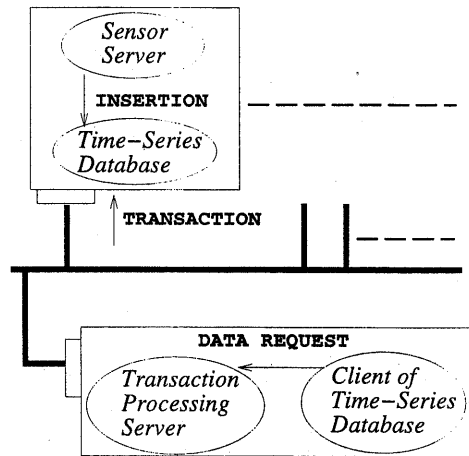 Sensor
Server
INSERTION
Time-Series
Database
TRANSACTION
DATA REQUEST
Transaction
Processing
Server
Client of
Time-Series
Database